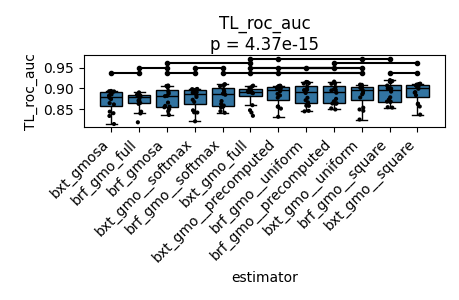 TL_roc_auc
p = 4.37e-15
TL_roc_auc
0.95
0.90
0.85
bxt_gmosa
brf_gmo_full
brf_gmosa
bxt_gmo__softmax
brf_gmo__softmax
bxt_gmo_full
bxt_gmo__precomputed
brf_gmo__uniform
brf_gmo__precomputed
bxt_gmo__uniform
brf_gmo__square
bxt_gmo__square
estimator